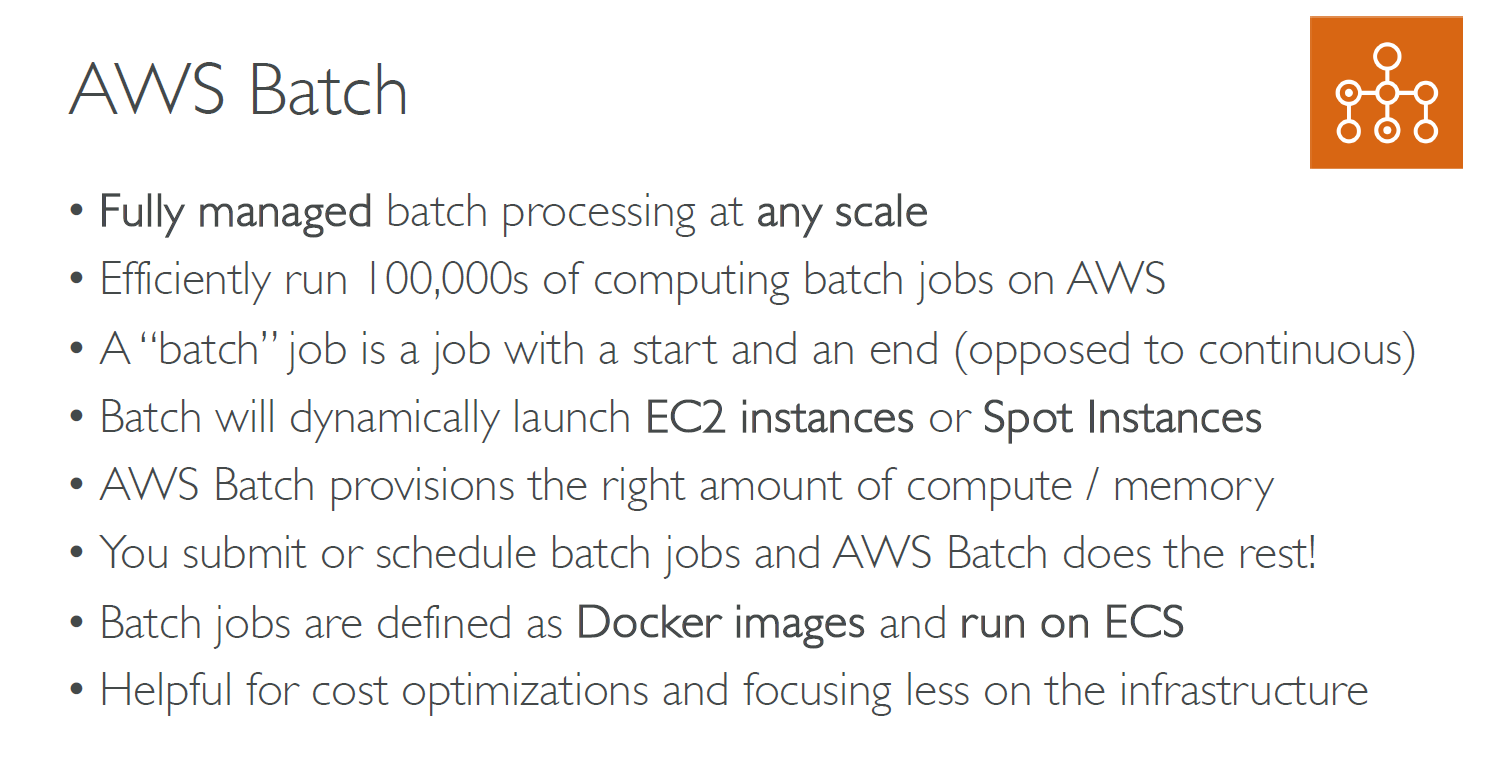 AWS Batch
• Fully managed batch processing at any scale
• Efficiently run 100,000s of computing batch jobs on AWS
• A “batch” job is a job with a start and an end (opposed to continuous)
• Batch will dynamically launch EC2 instances or Spot Instances
• AWS Batch provisions the right amount of compute / memory
• You submit or schedule batch jobs and AWS Batch does the rest!
• Batch jobs are defined as Docker images and run on ECS
• Helpful for cost optimizations and focusing less on the infrastructure